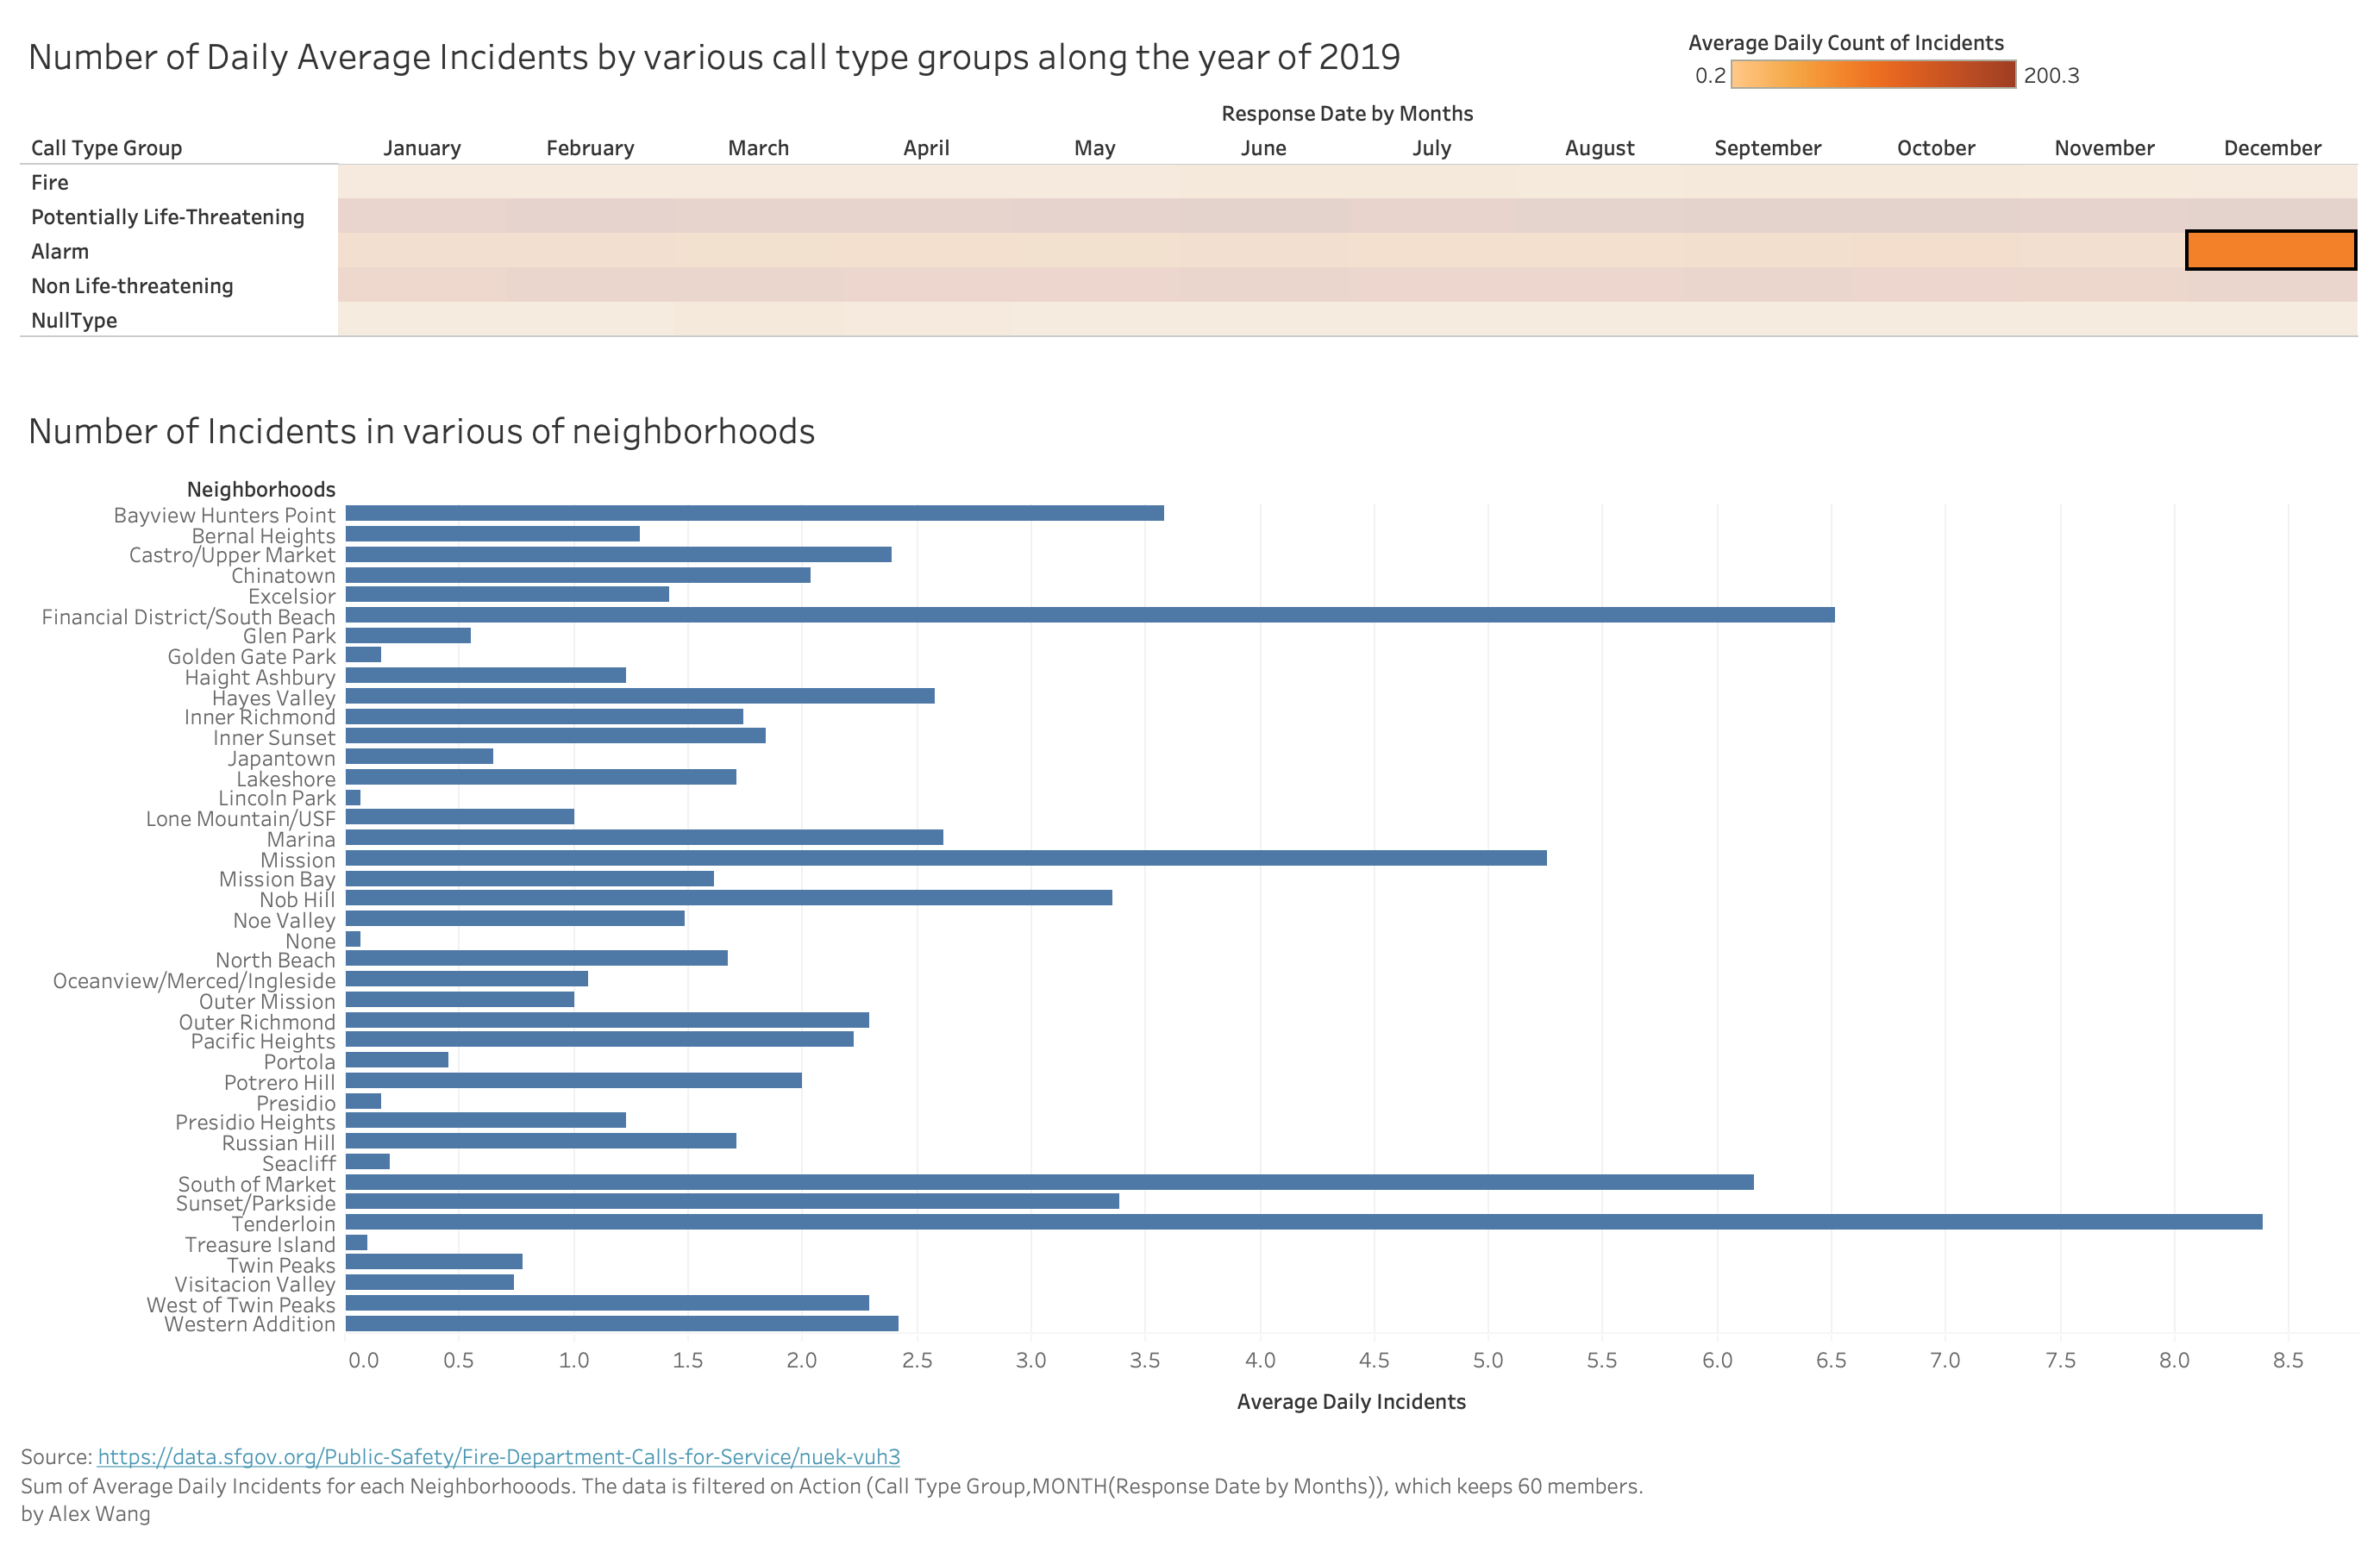 Number of Daily Average Incidents by various call type groups along the year of 2019
Average Daily Count of Incidents
0.2 200.3
Response Date by Months
Call Type Group January February March April May June July August September October November December
Fire
Potentially Life-Threatening
Alarm
Non Life-threatening
NullType
Number of Incidents in various of neighborhoods
Neighborhoods
Bayview Hunters Point
Bernal Heights
Castro/Upper Market
Chinatown
Excelsior
Financial District/South Beach
Glen Park
Golden Gate Park
Haight Ashbury
Hayes Valley
Inner Richmond
Inner Sunset
Japantown
Lakeshore
Lincoln Park
Lone Mountain/USF
Marina
Mission
Mission Bay
Nob Hill
Noe Valley
None
North Beach
Oceanview/Merced/Ingleside
Outer Mission
Outer Richmond
Pacific Heights
Portola
Potrero Hill
Presidio
Presidio Heights
Russian Hill
Seacliff
South of Market
Sunset/Parkside
Tenderloin
Treasure Island
Twin Peaks
Visitacion Valley
West of Twin Peaks
Western Addition
0.0 0.5 1.0 1.5 2.0 2.5 3.0 3.5 4.0 4.5 5.0 5.5 6.0 6.5 7.0 7.5 8.0 8.5
Average Daily Incidents
Source: https://data.sfgov.org/Public-Safety/Fire-Department-Calls-for-Service/nuek-vuh3
Sum of Average Daily Incidents for each Neighborhooods. The data is filtered on Action (Call Type Group,MONTH(Response Date by Months)), which keeps 60 members.
by Alex Wang